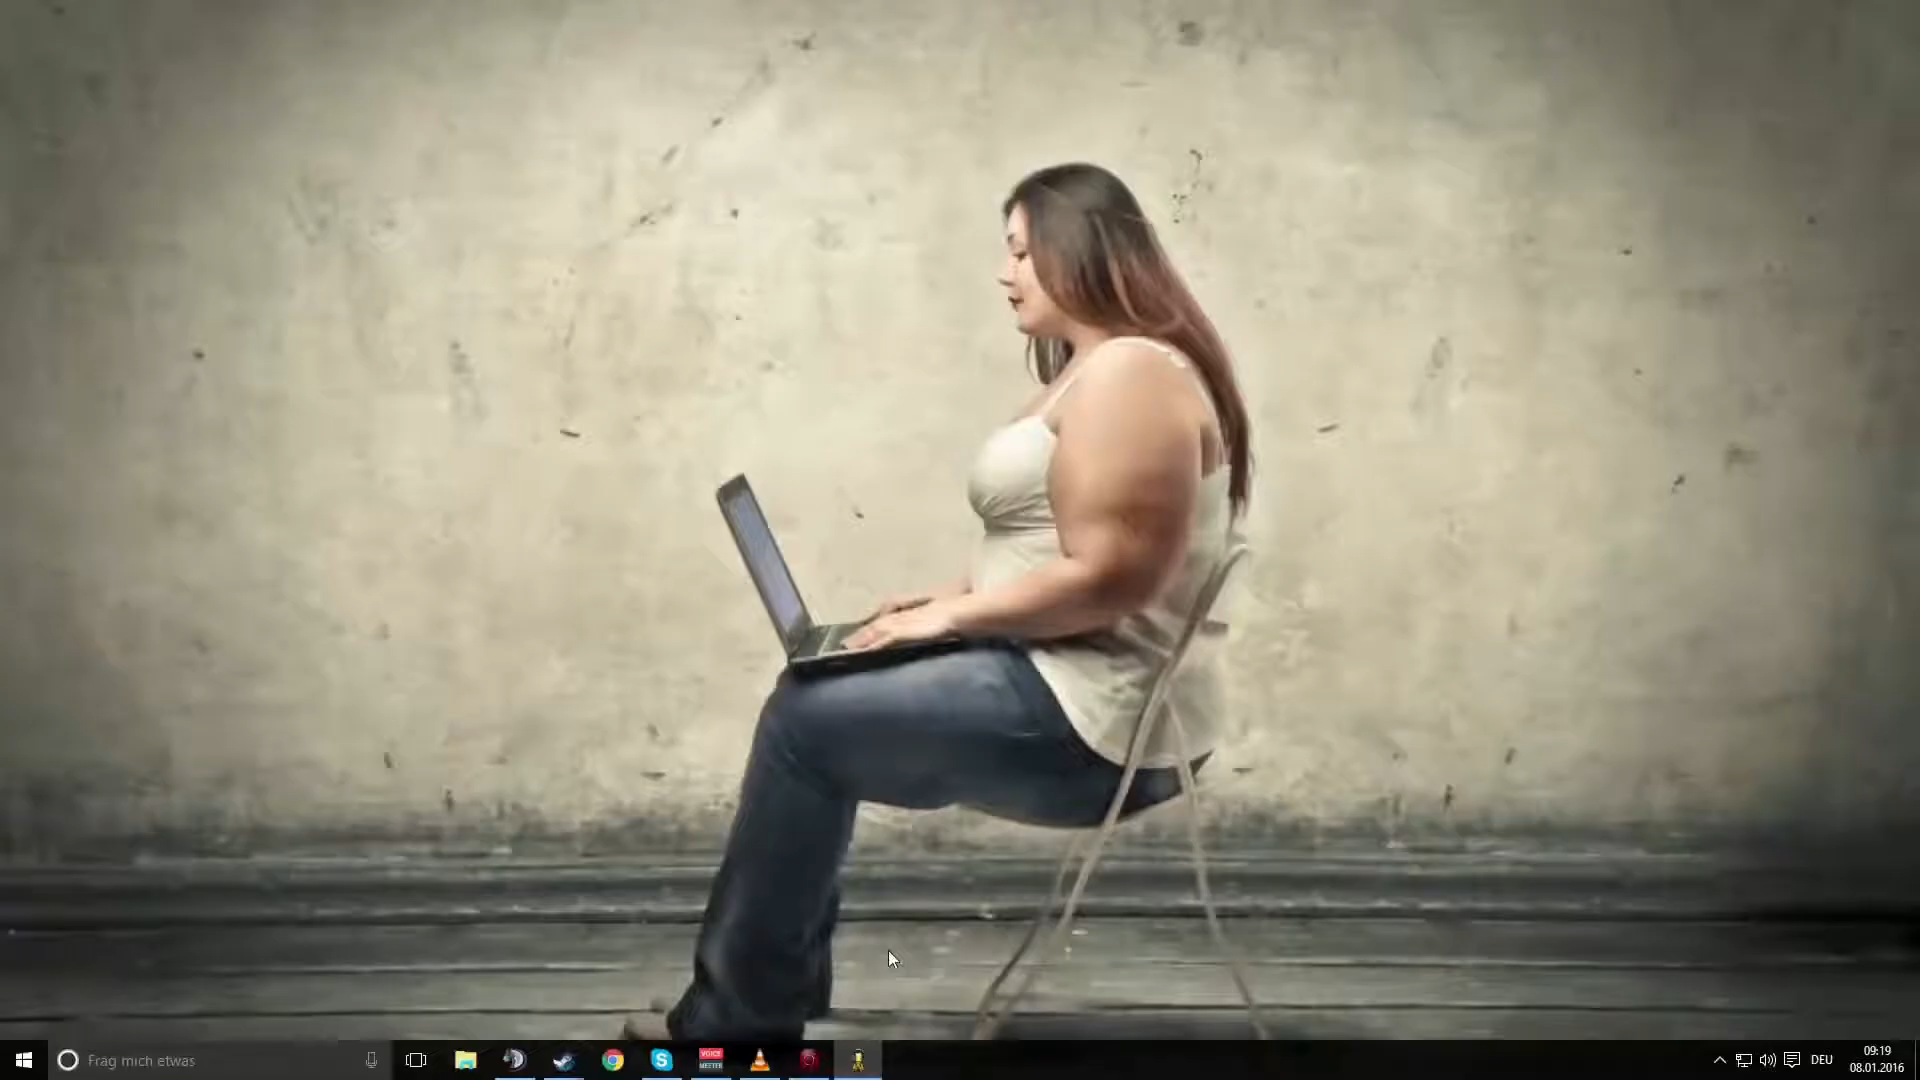 Frag mich etwas
VOICE
MEETER
DEU
09:19
08.01.2016